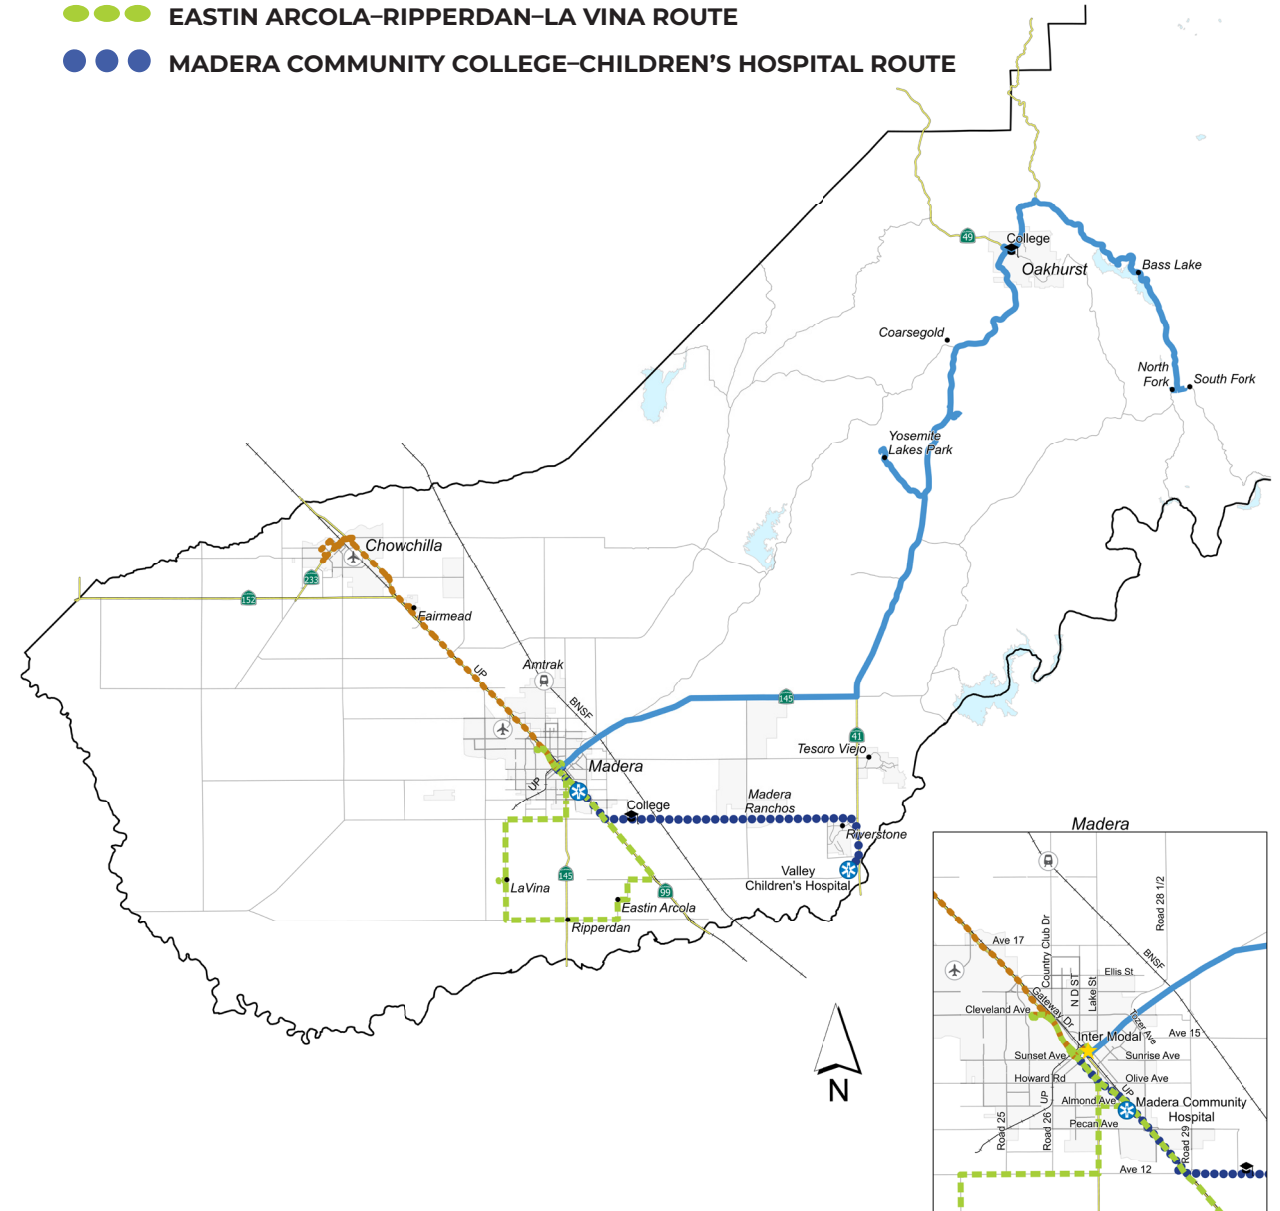 EASTIN ARCOLA–RIPPERDAN–LA VINA ROUTE
MADERA COMMUNITY COLLEGE–CHILDREN'S HOSPITAL ROUTE
49
College
Oakhurst
Bass Lake
Coarsegold
North
Fork
South Fork
Yosemite
Lakes Park
Chowchilla
233
152
Fairmead
UP
Amtrak
BNSF
145
41
Tescro Viejo
Madera
UP
College
Madera
Ranchos
Riverstone
Valley
Children's Hospital
145
LaVina
99
Eastin Arcola
Ripperdan
N
Madera
Road 28 1/2
Country Club Dr
Ave 17
BNSF
Ellis St
N D ST
Lake St
Gateway Dr
Cleveland Ave
Tozer Ave
Ave 15
Inter Modal
Sunset Ave
Sunrise Ave
Howard Rd
Olive Ave
UP
UP
Almond Ave
Madera Community
Hospital
Pecan Ave
Road 25
Road 26
Road 29
Ave 12